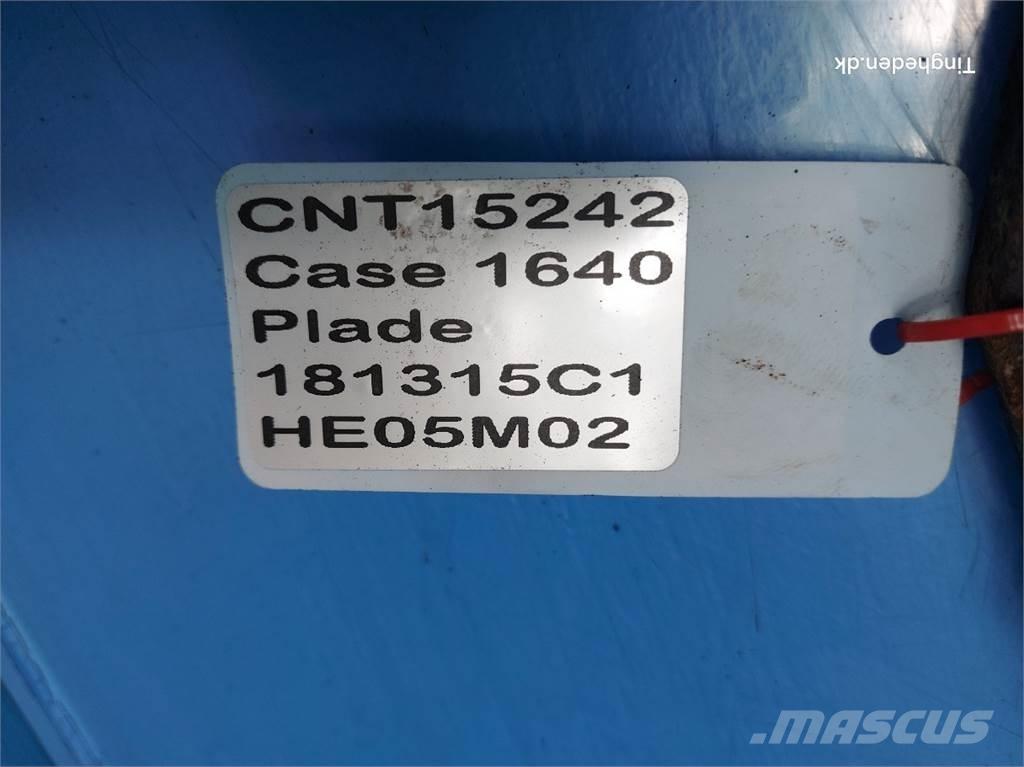 Tingheden.dk
CNT15242
Case 1640
Plade
181315C1
HE05M02
MASCUS